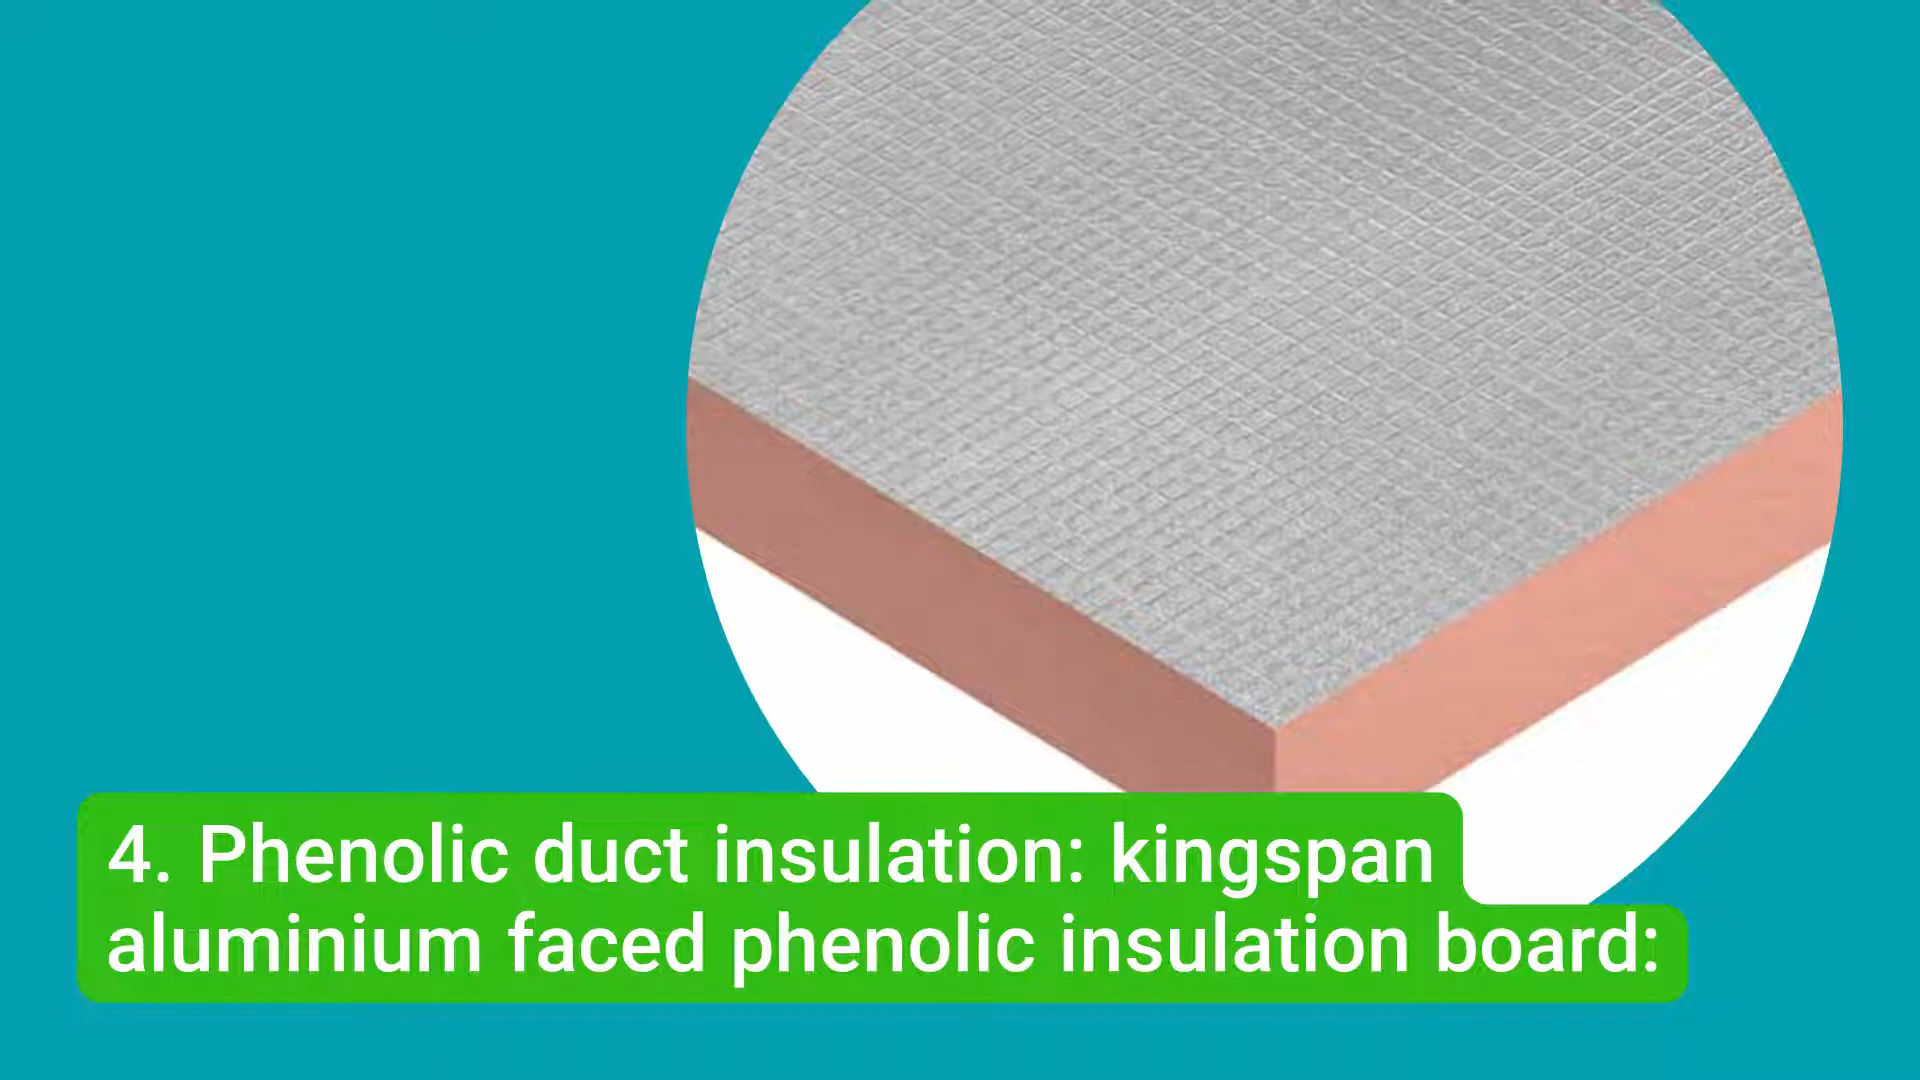 4. Phenolic duct insulation: kingspan
aluminium faced phenolic insulation board: